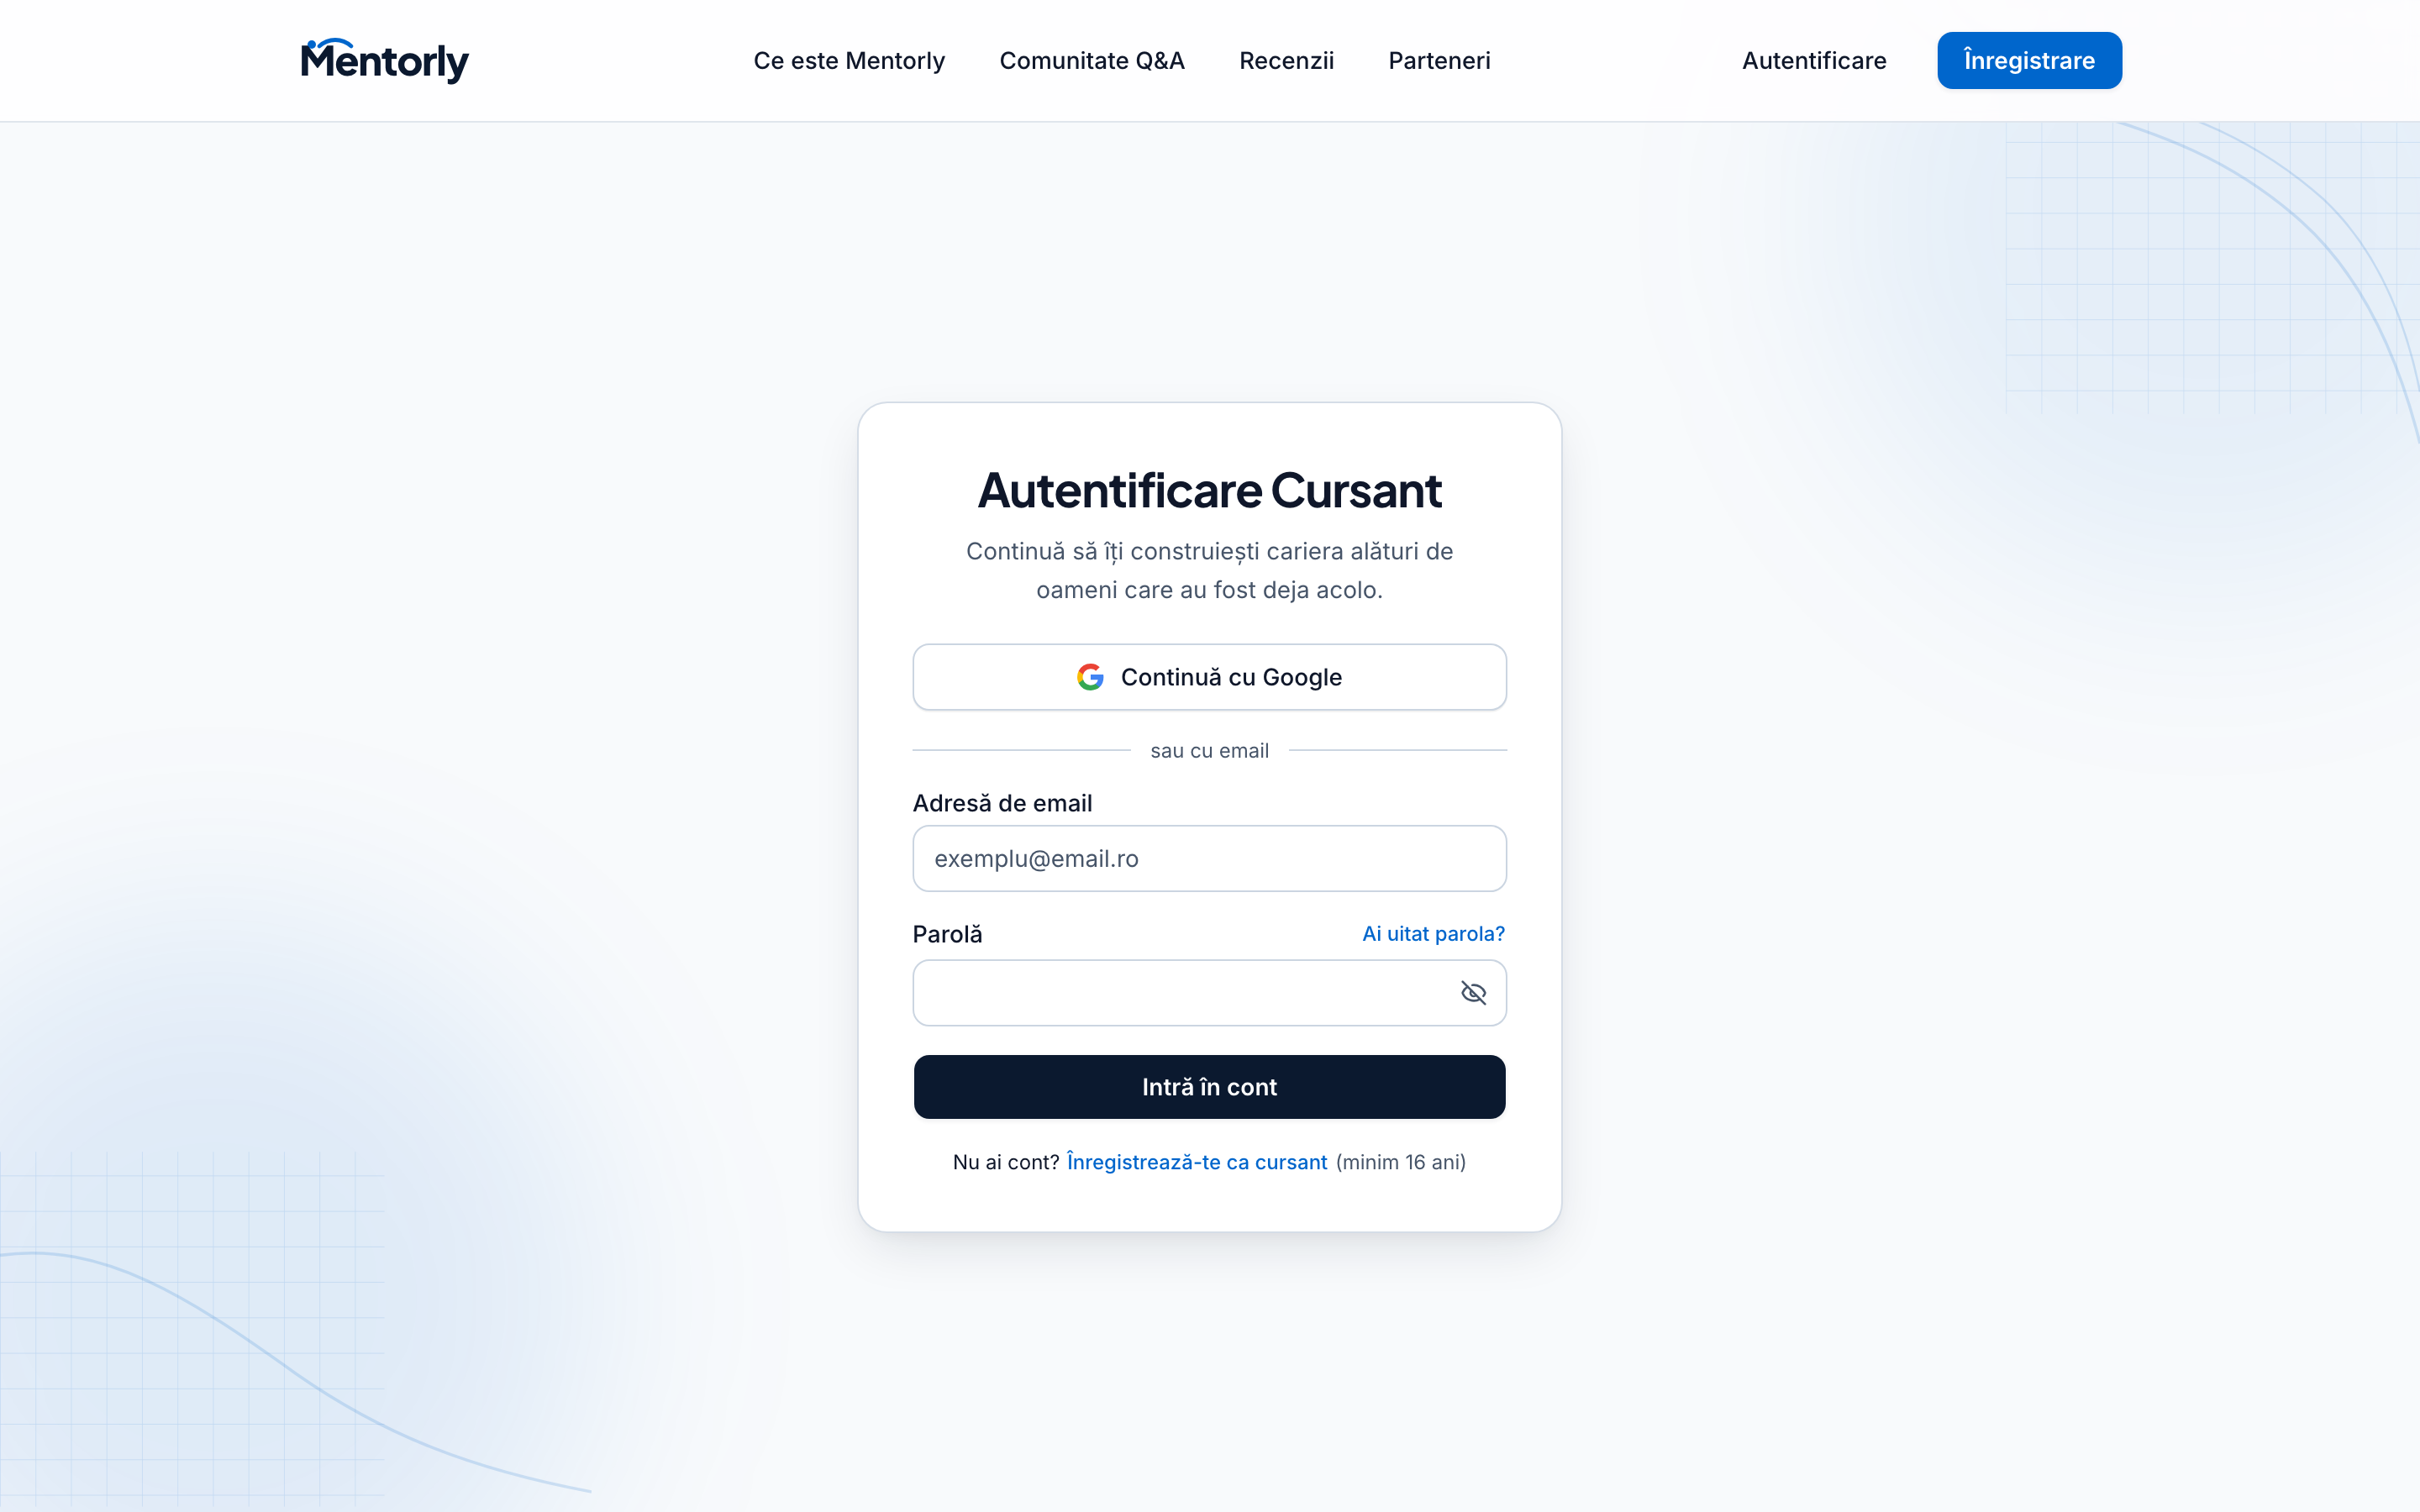 Mentorly
Ce este Mentorly
Comunitate Q&A
Recenzii
Parteneri
Autentificare
Înregistrare
Autentificare Cursant
Continuă să îți construiești cariera alături de
oameni care au fost deja acolo.
Continuă cu Google
sau cu email
Adresă de email
exemplu@email.ro
Parolă
Ai uitat parola?
Intră în cont
Nu ai cont? Înregistrează-te ca cursant (minim 16 ani)